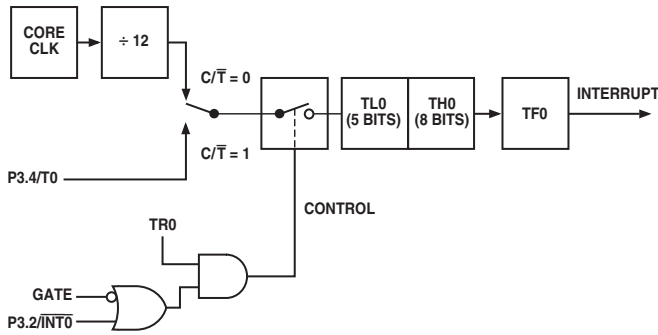 CORE
CLK
÷ 12
C/T̅ = 0
TL0
(5 BITS)
TH0
(8 BITS)
TF0
INTERRUPT
C/T̅ = 1
P3.4/T0
CONTROL
TR0
GATE
P3.2/I̅N̅T̅0̅